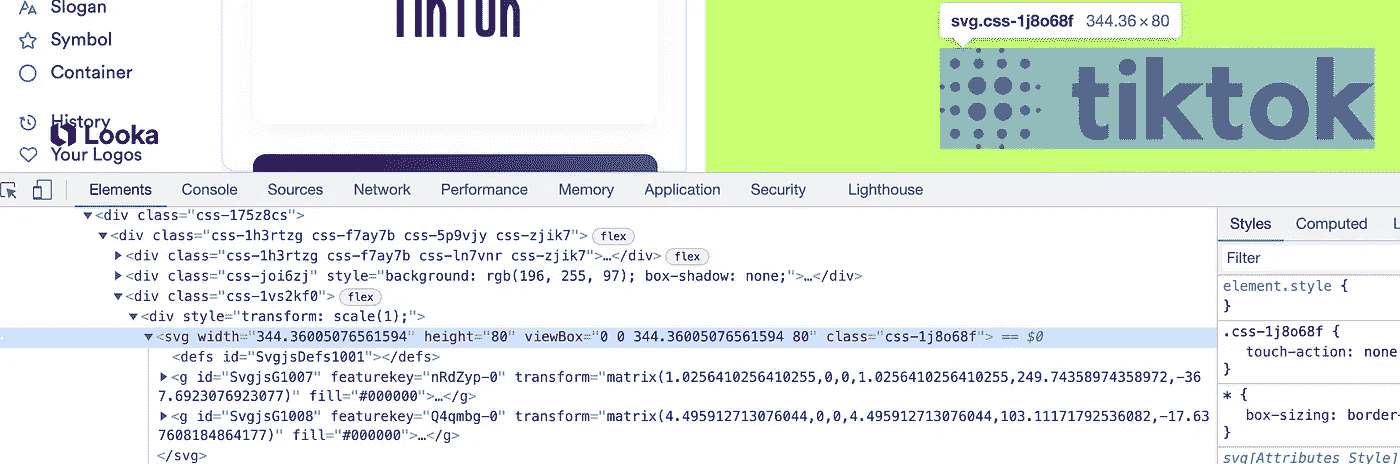 Slogan
TikTok
Symbol
Container
History
Looka
Your Logos
svg.css-1j8o68f 344.36 × 80
tiktok
Elements Console Sources Network Performance Memory Application Security Lighthouse
<div class="css-175z8cs">
<div class="css-1h3rtzg css-f7ay7b css-5p9vjy css-zjik7"> flex
<div class="css-1h3rtzg css-f7ay7b css-ln7vnr css-zjik7">…</div> flex
<div class="css-joi6zj" style="background: rgb(196, 255, 97); box-shadow: none;">…</div>
<div class="css-1vs2kf0"> flex
<div style="transform: scale(1);">
<svg width="344.36005076561594" height="80" viewBox="0 0 344.36005076561594 80" class="css-1j8o68f"> == $0
<defs id="SvgjsDefs1001"></defs>
<g id="SvgjsG1007" featurekey="nRdZyp-0" transform="matrix(1.0256410256410255,0,0,1.0256410256410255,249.74358974358972,-36
7.6923076923077)" fill="#000000">…</g>
<g id="SvgjsG1008" featurekey="Q4qmbg-0" transform="matrix(4.495912713076044,0,0,4.495912713076044,103.11171792536082,-17.63
7608184864177)" fill="#000000">…</g>
</svg>
Styles Computed L
Filter
element.style {
}
.css-1j8o68f {
touch-action: none
}
* {
box-sizing: border-
}
svg[Attributes Style]